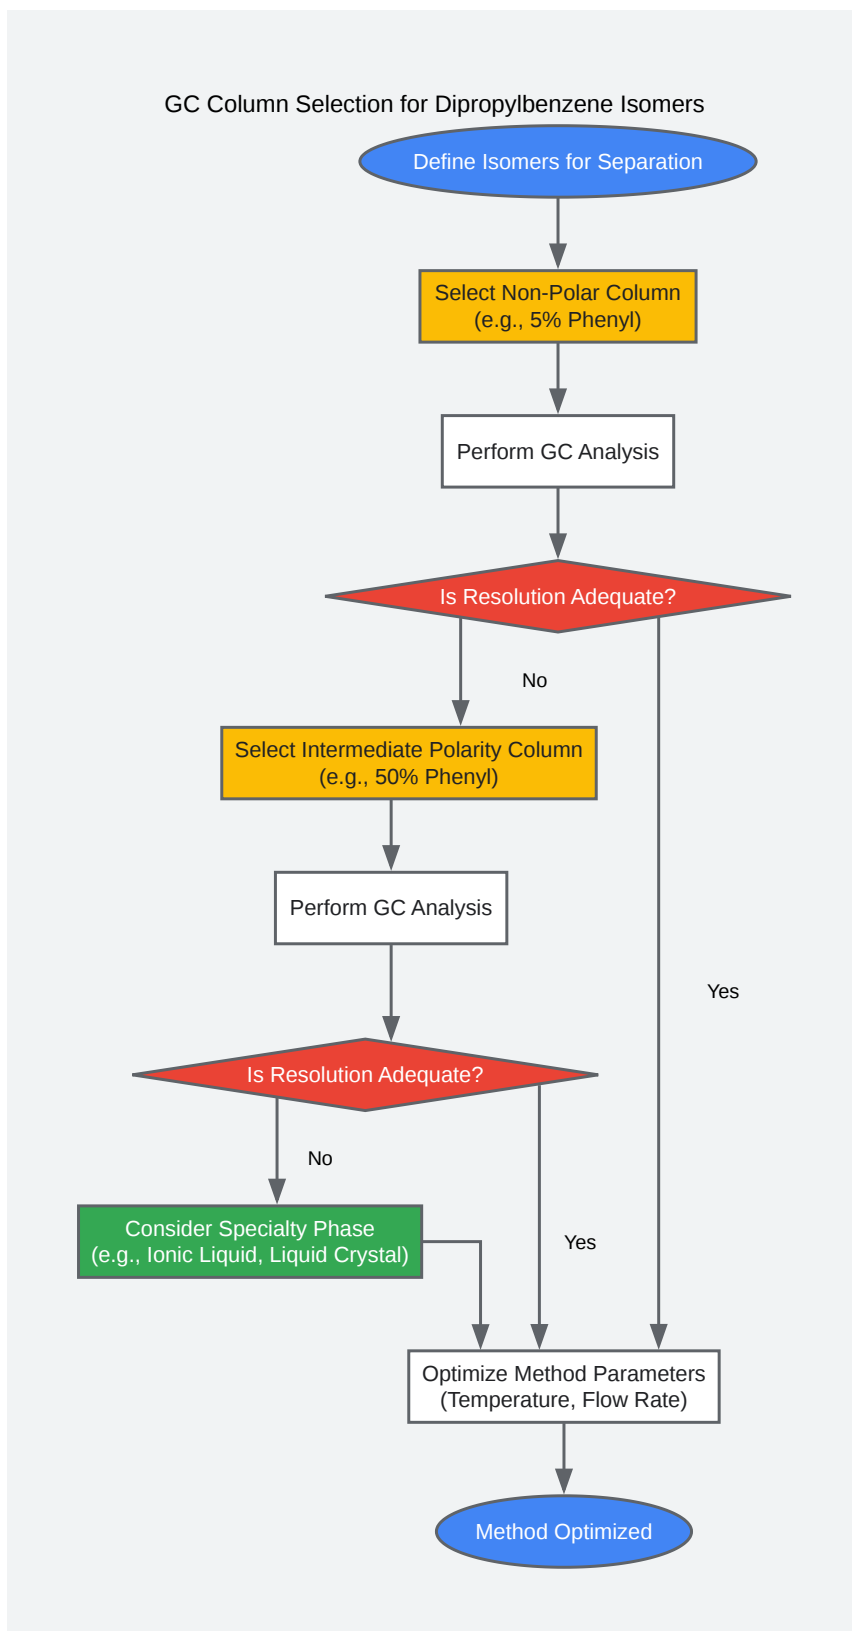 GC Column Selection for Dipropylbenzene Isomers
Define Isomers for Separation
Select Non-Polar Column
(e.g., 5% Phenyl)
Perform GC Analysis
Is Resolution Adequate?
No
Select Intermediate Polarity Column
(e.g., 50% Phenyl)
Perform GC Analysis
Yes
Is Resolution Adequate?
No
Consider Specialty Phase
(e.g., Ionic Liquid, Liquid Crystal)
Yes
Optimize Method Parameters
(Temperature, Flow Rate)
Method Optimized